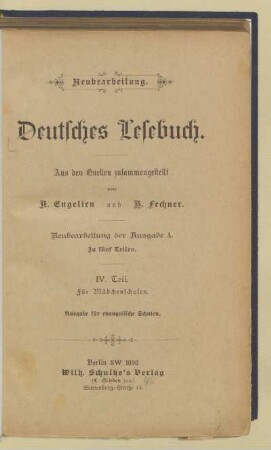 Neubearbeitung.
Deutsches Lesebuch.
Aus den Quellen zusammengestellt
von
A. Engelien und H. Fechner.
Neubearbeitung der Ausgabe A.
In fünf Teilen.
IV. Teil.
Für Mädchenschulen.
Ausgabe für evangelische Schulen.
Berlin SW
Wilh. Schultze's Verlag